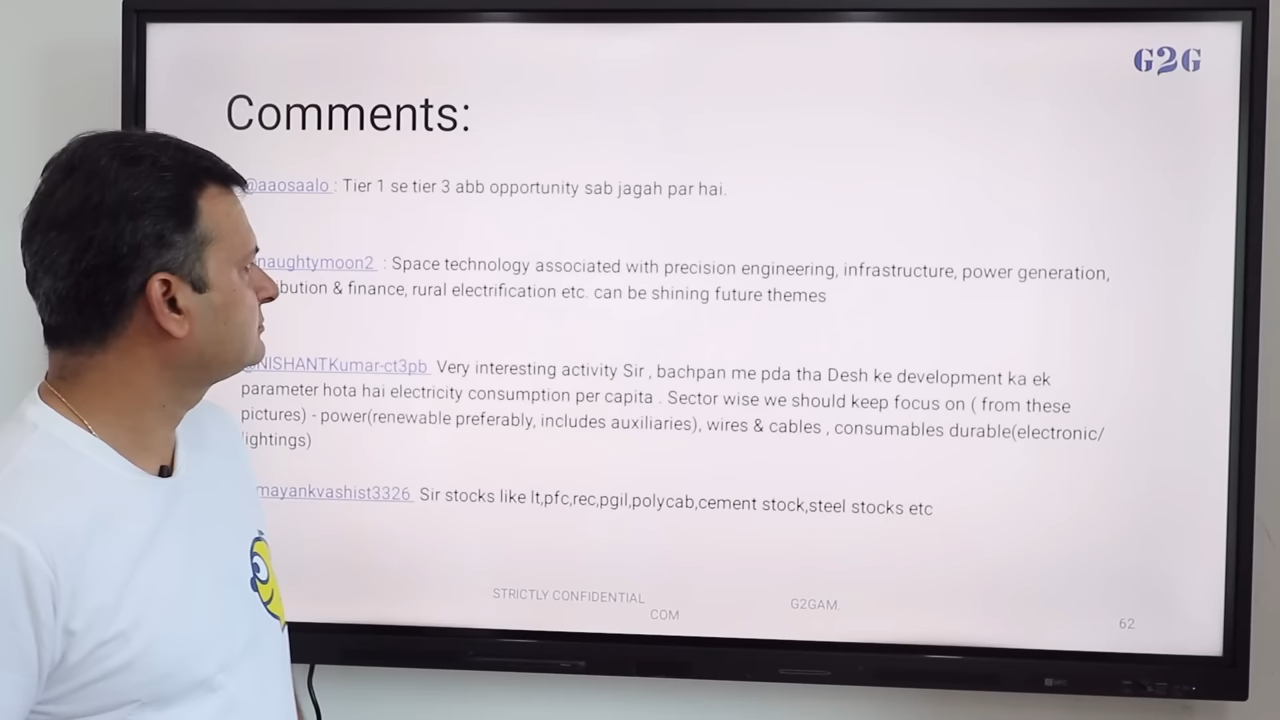 G2G
Comments:
@aaosaalo : Tier 1 se tier 3 abb opportunity sab jagah par hai.
naughtymoon2 : Space technology associated with precision engineering, infrastructure, power generation,
bution & finance, rural electrification etc. can be shining future themes
NISHANTKumar-ct3pb Very interesting activity Sir , bachpan me pda tha Desh ke development ka ek
parameter hota hai electricity consumption per capita . Sector wise we should keep focus on ( from these
pictures) - power(renewable preferably, includes auxiliaries), wires & cables , consumables durable(electronic/
lightings)
mayankvashist3326 Sir stocks like lt,pfc,rec,pgil,polycab,cement stock,steel stocks etc
STRICTLY CONFIDENTIAL G2GAM.
COM
62